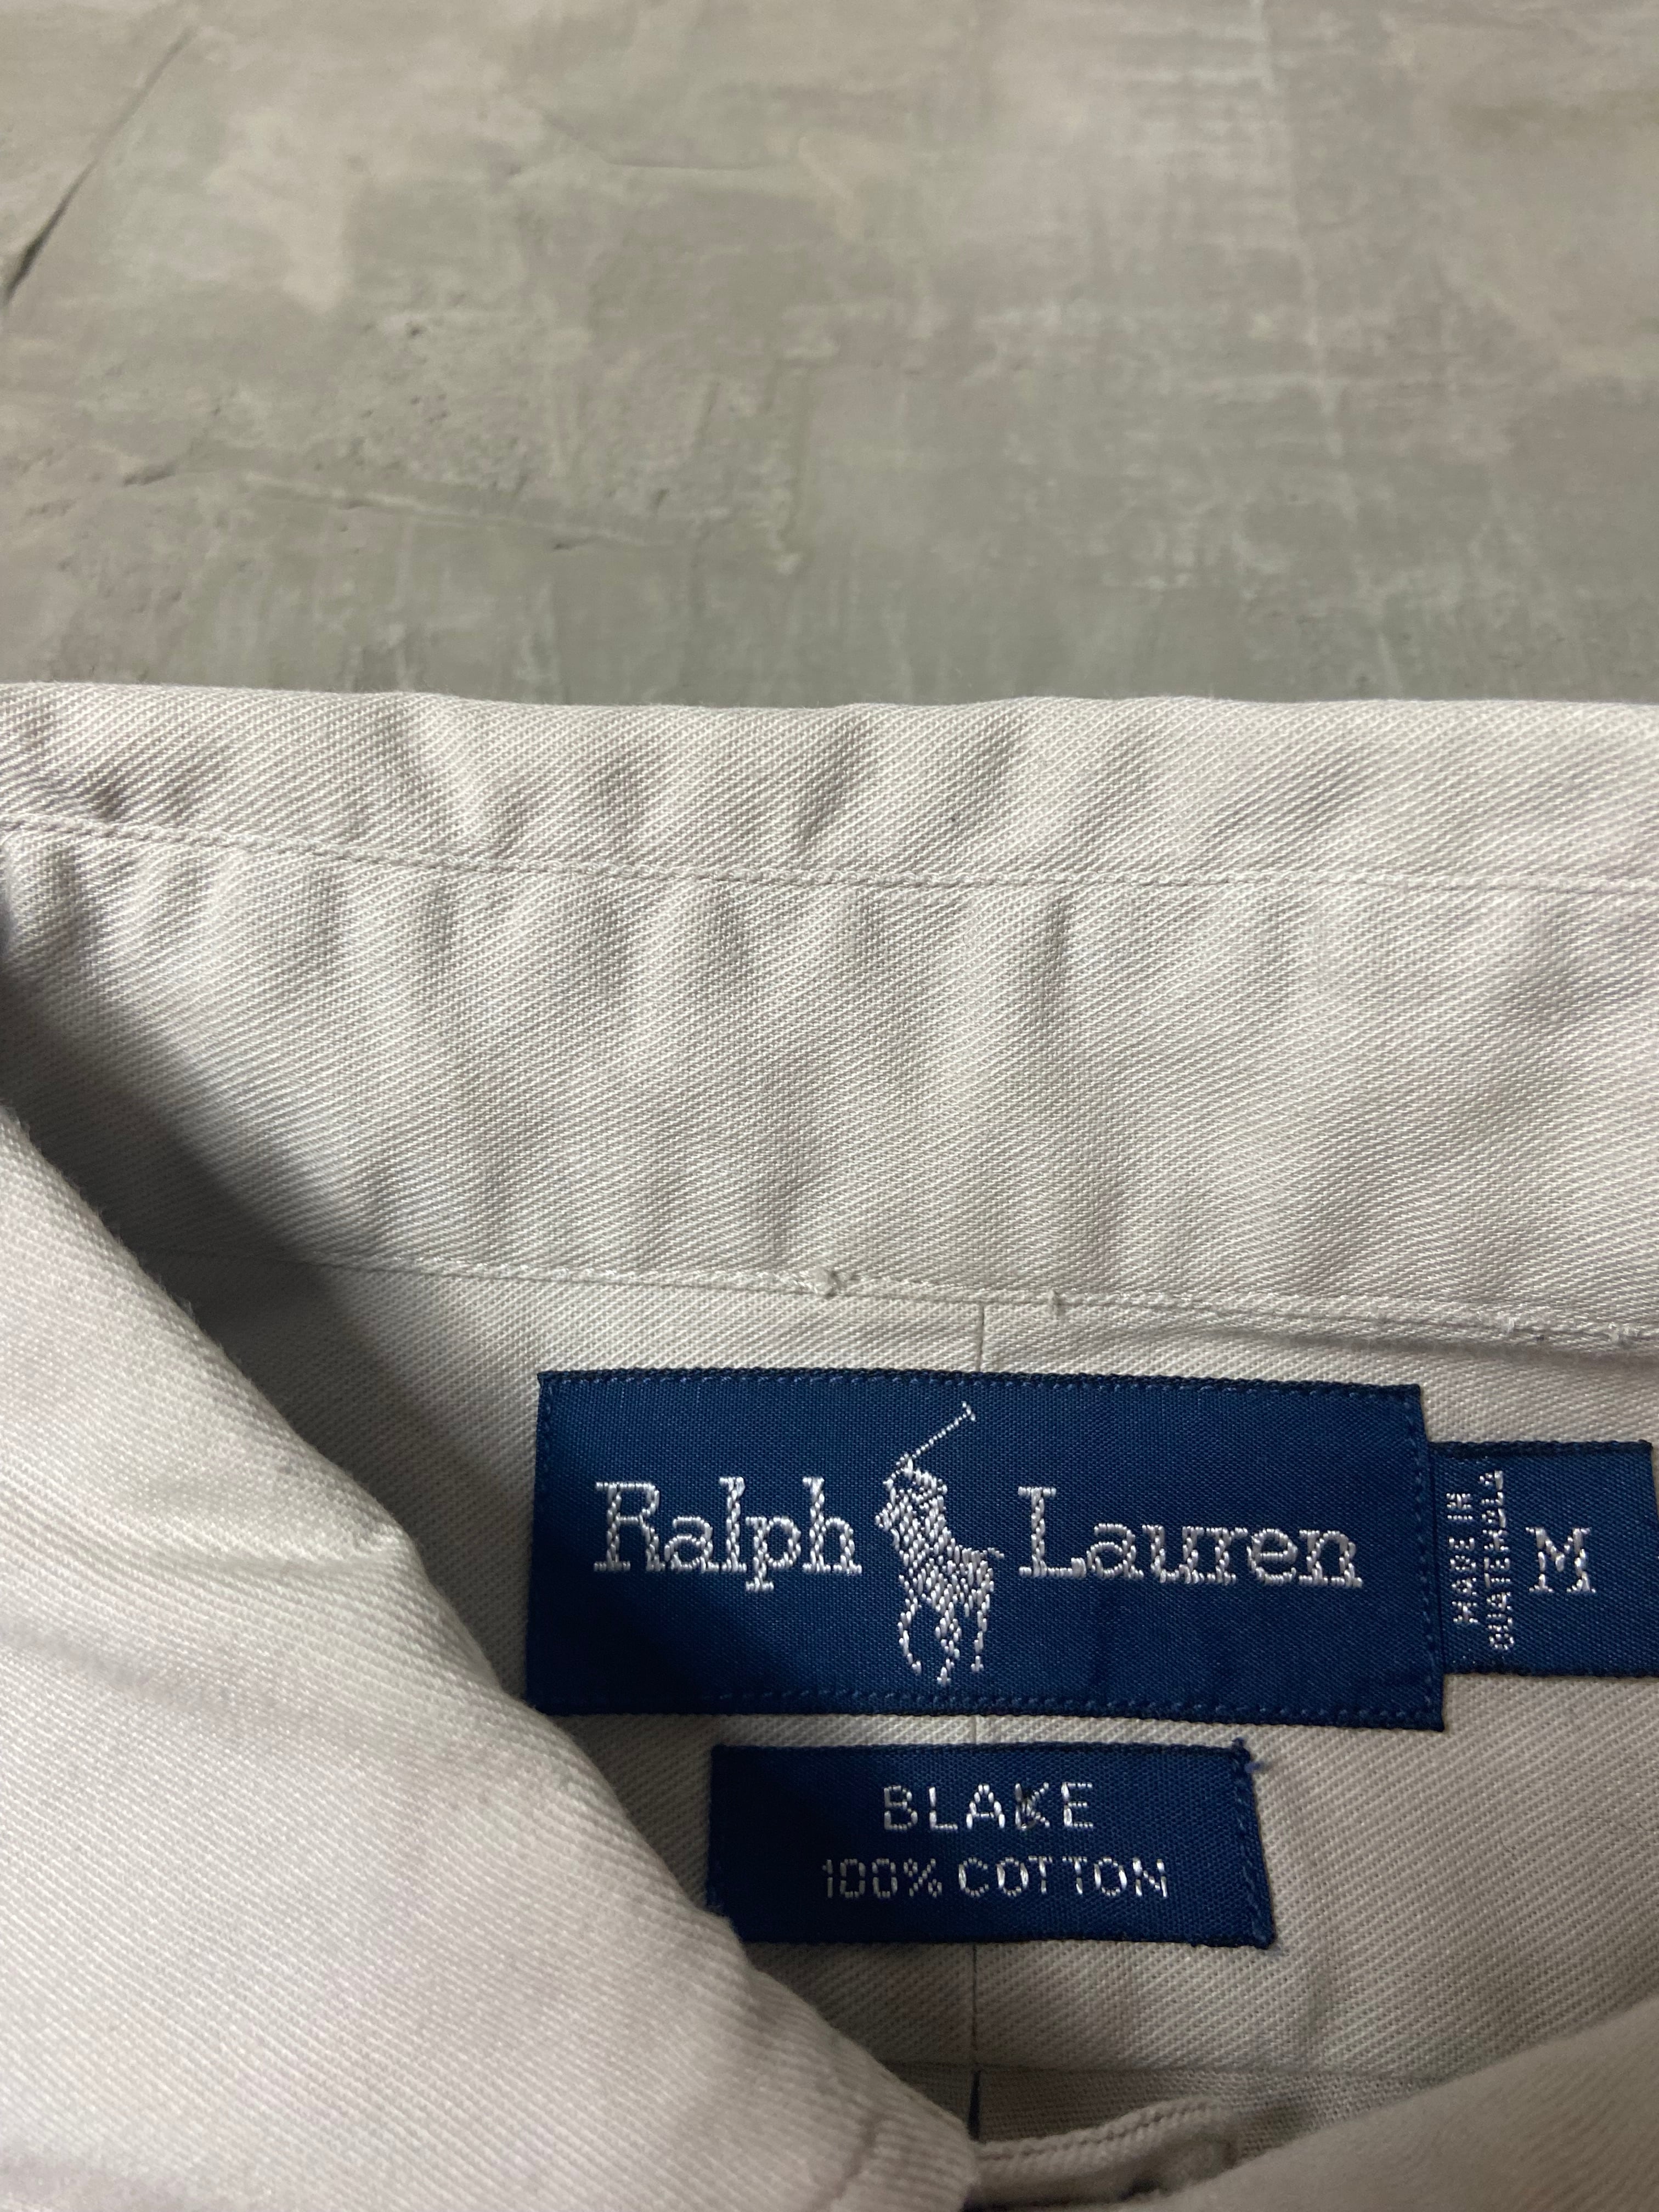 Ralph Lauren
MADE IN
GUATEMALA
M
BLAKE
100% COTTON